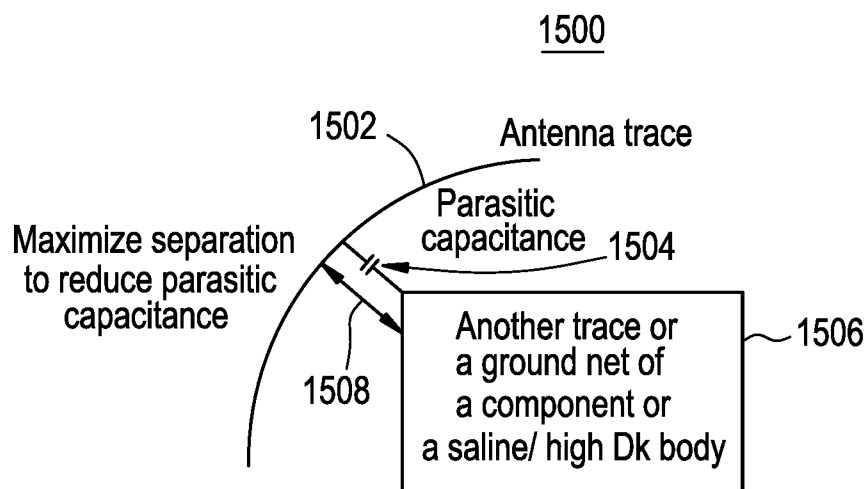 1500
1502
Antenna trace
Parasitic
capacitance
1504
Maximize separation
to reduce parasitic
capacitance
1508
Another trace or
a ground net of
a component or
a saline/ high Dk body
1506